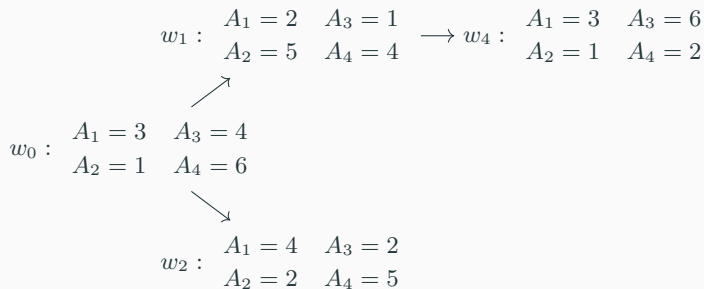 w₁ : A₁ = 2 A₃ = 1
A₂ = 5 A₄ = 4
⟶ w₄ : A₁ = 3 A₃ = 6
A₂ = 1 A₄ = 2
w₀ : A₁ = 3 A₃ = 4
A₂ = 1 A₄ = 6
w₂ : A₁ = 4 A₃ = 2
A₂ = 2 A₄ = 5